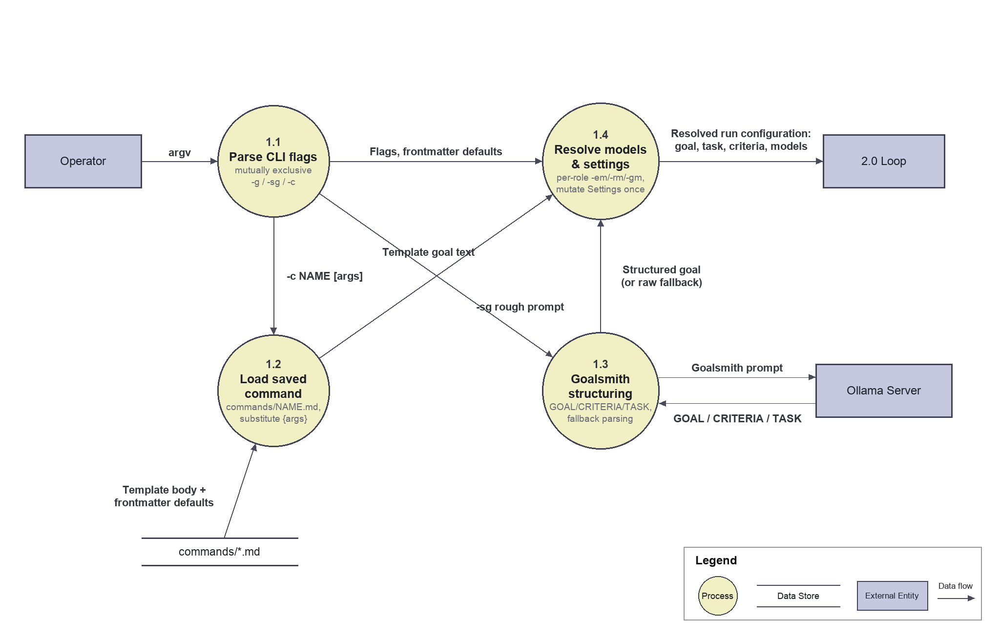 Operator
argv
1.1
Parse CLI flags
mutually exclusive
-g / -sg / -c
Flags, frontmatter defaults
1.4
Resolve models
& settings
per-role -em/-rm/-gm,
mutate Settings once
Resolved run configuration:
goal, task, criteria, models
2.0 Loop
Template goal text
-c NAME [args]
Structured goal
(or raw fallback)
-sg rough prompt
1.2
Load saved
command
commands/NAME.md,
substitute {args}
1.3
Goalsmith
structuring
GOAL/CRITERIA/TASK,
fallback parsing
Goalsmith prompt
Ollama Server
GOAL / CRITERIA / TASK
Template body +
frontmatter defaults
commands/*.md
Legend
Process
Data Store
External Entity
Data flow